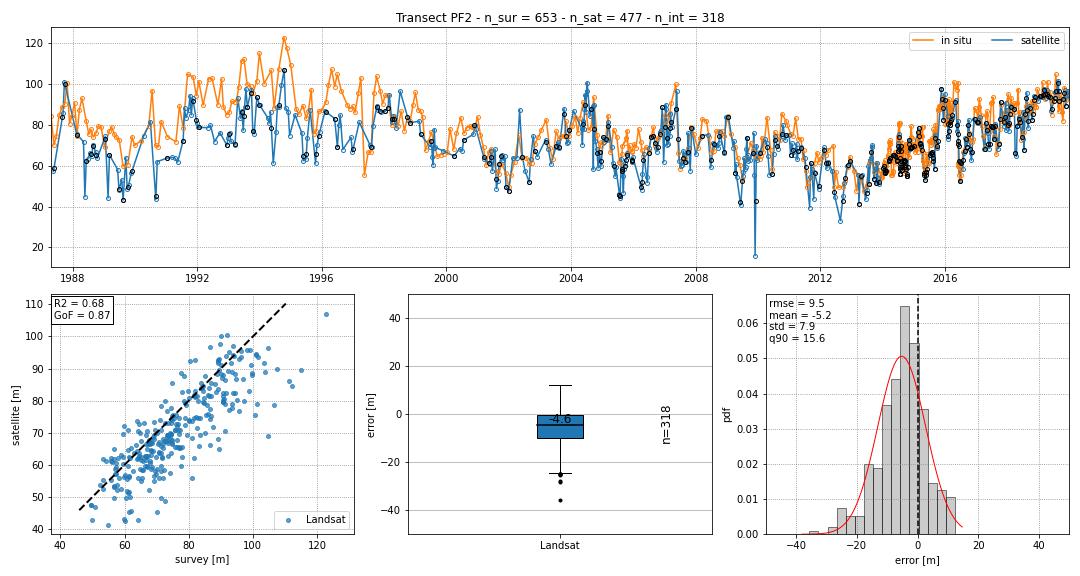 Transect PF2 - n_sur = 653 - n_sat = 477 - n_int = 318
in situ
satellite
120
100
80
60
40
20
1988
1992
1996
2000
2004
2008
2012
2016
R2 = 0.68
GoF = 0.87
110
100
90
80
70
60
50
40
satellite [m]
Landsat
40
60
80
100
120
survey [m]
40
20
0
−20
−40
error [m]
-4.6
n=318
Landsat
rmse = 9.5
mean = -5.2
std = 7.9
q90 = 15.6
0.06
0.05
0.04
0.03
0.02
0.01
0.00
pdf
−40
−20
0
20
40
error [m]